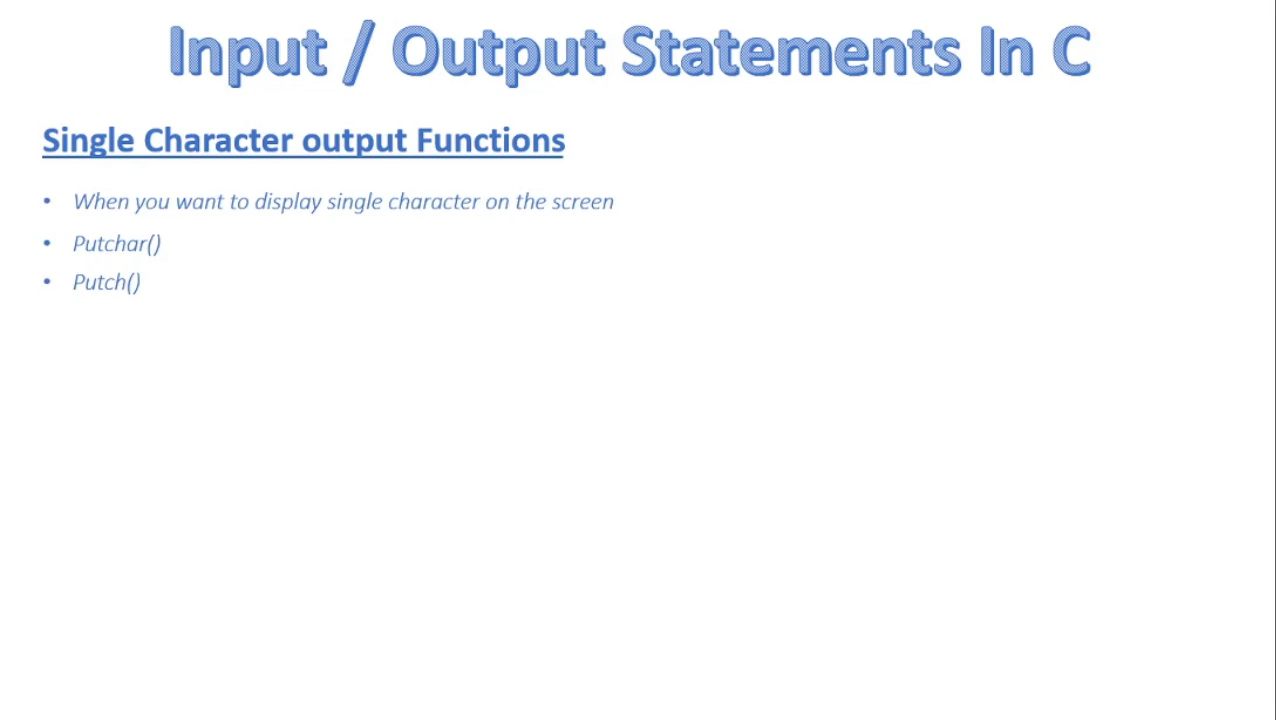 Input / Output Statements In C
Single Character output Functions
• When you want to display single character on the screen
• Putchar()
• Putch()